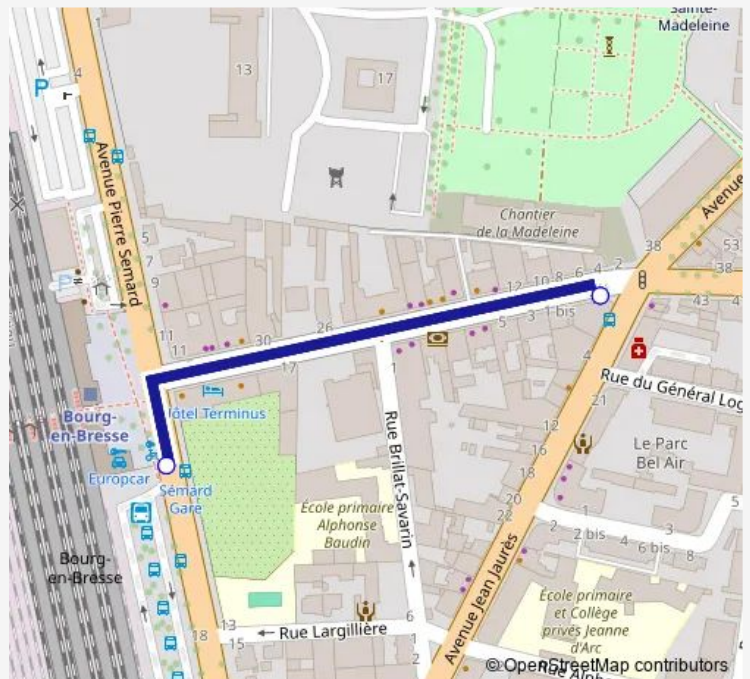 Sainte-
Madeleine
4
13
17
P
Avenue Pierre Semard
Chantier
de la Madeleine
Avenue
38
53
5
7
9
2
4
6
8
10
12
38
43
4
11
11
30
26
17
5
3
1 bis
1
Rue du Général Log
Bourg-
en-Bresse
Hôtel Terminus
Europcar
Sémard
Gare
Rue Brillat-Savarin
21
12
16
18
22
20
Le Parc
Bel Air
École primaire
Alphonse
Baudin
Bourg-
en-Bresse
1
3
2 bis
4
6 bis
8
5
Avenue Jean Jaurès
École primaire
et Collège
privés Jeanne
d'Arc
18
13
15
Rue Largillière
6
1
2
Rue Alph
© OpenStreetMap contributors